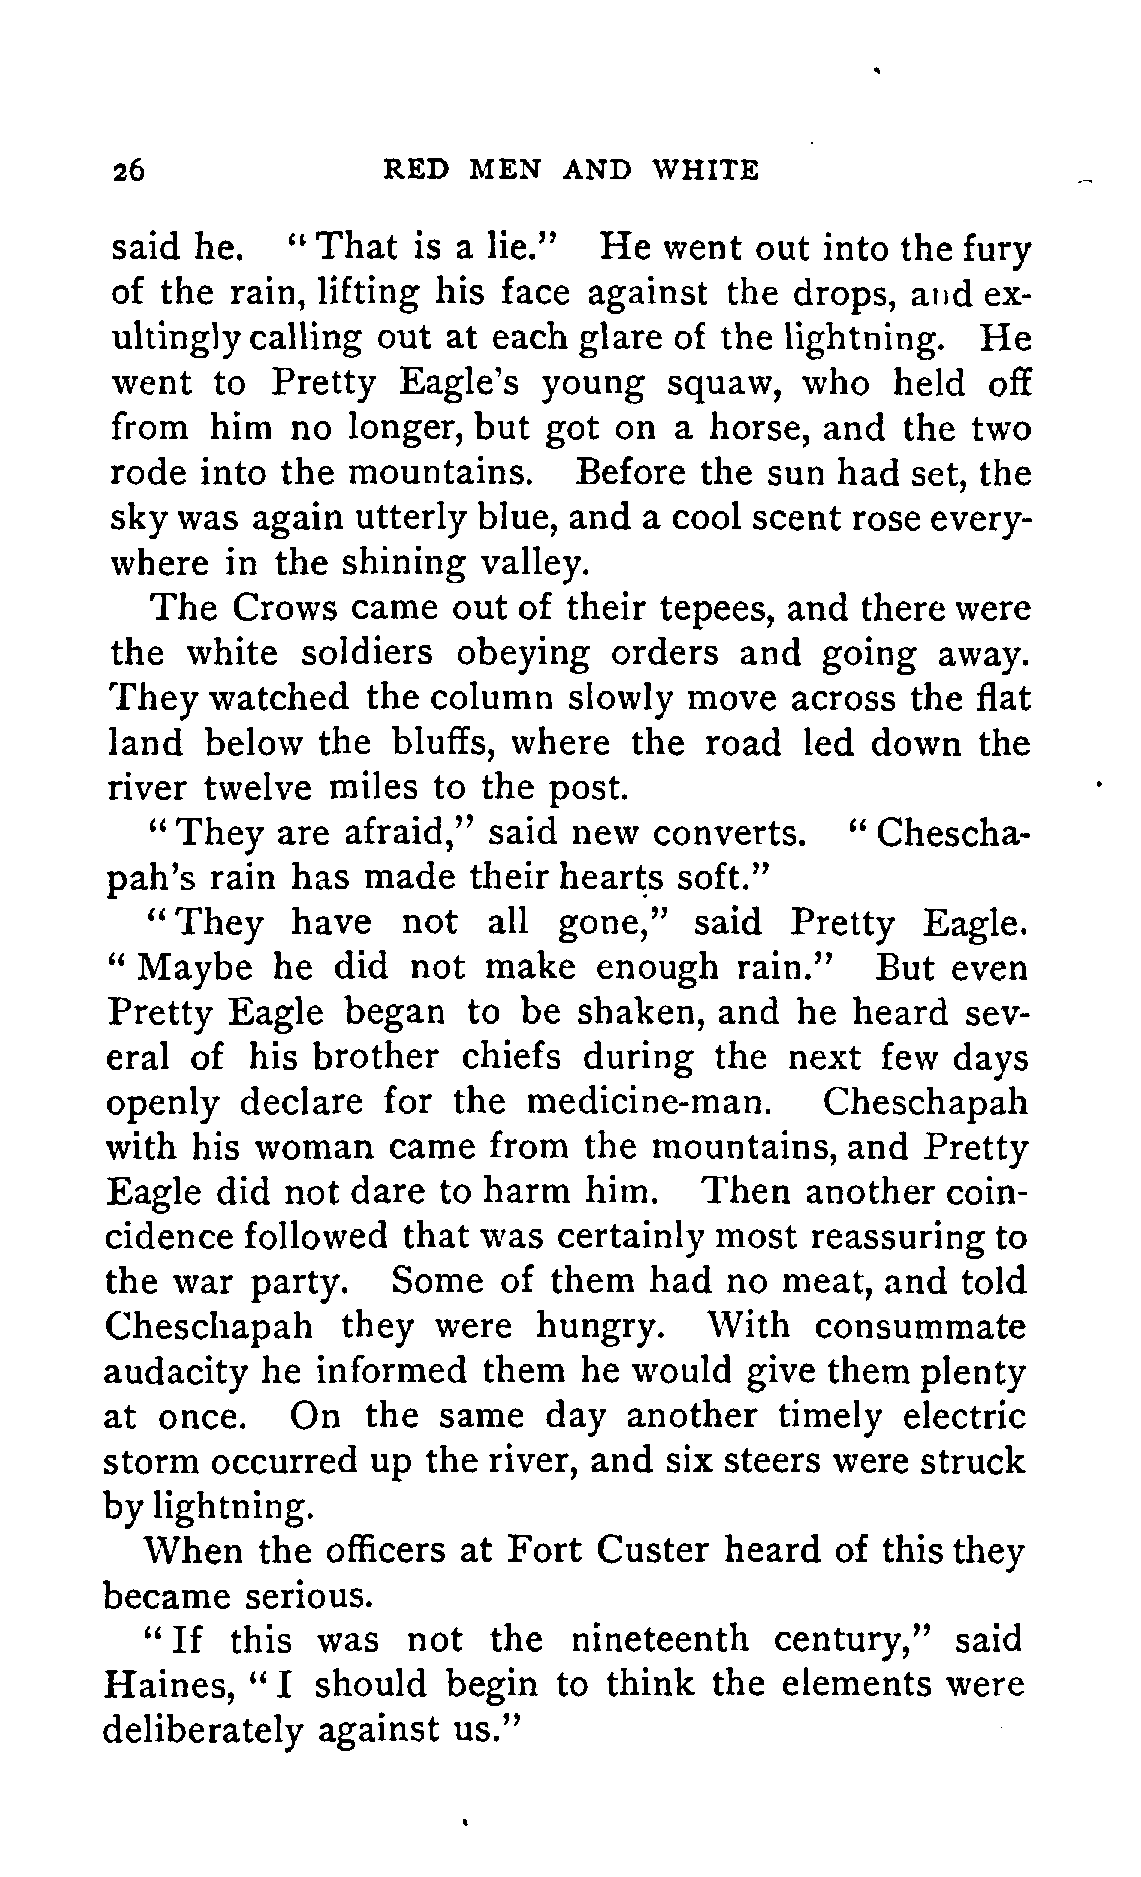 26 RED MEN AND WHITE
said he. "That is a lie." He went out into the fury
of the rain, lifting his face against the drops, and ex-
ultingly calling out at each glare of the lightning. He
went to Pretty Eagle's young squaw, who held off
from him no longer, but got on a horse, and the two
rode into the mountains. Before the sun had set, the
sky was again utterly blue, and a cool scent rose every-
where in the shining valley.
The Crows came out of their tepees, and there were
the white soldiers obeying orders and going away.
They watched the column slowly move across the flat
land below the bluffs, where the road led down the
river twelve miles to the post.
"They are afraid," said new converts. "Chescha-
pah's rain has made their hearts soft."
"They have not all gone," said Pretty Eagle.
"Maybe he did not make enough rain." But even
Pretty Eagle began to be shaken, and he heard sev-
eral of his brother chiefs during the next few days
openly declare for the medicine-man. Cheschapah
with his woman came from the mountains, and Pretty
Eagle did not dare to harm him. Then another coin-
cidence followed that was certainly most reassuring to
the war party. Some of them had no meat, and told
Cheschapah they were hungry. With consummate
audacity he informed them he would give them plenty
at once. On the same day another timely electric
storm occurred up the river, and six steers were struck
by lightning.
When the officers at Fort Custer heard of this they
became serious.
"If this was not the nineteenth century," said
Haines, "I should begin to think the elements were
deliberately against us."